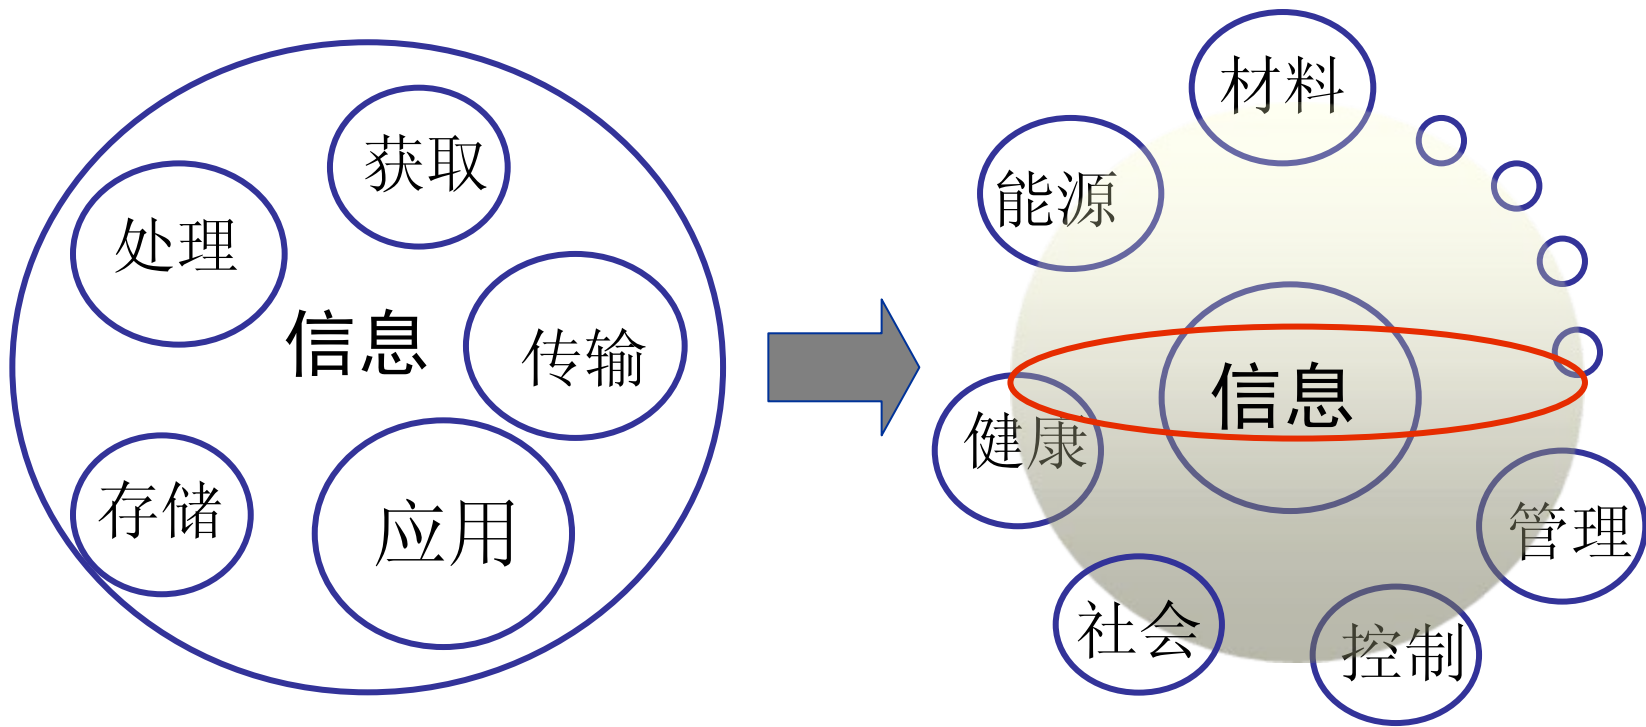 获取
处理
信息
传输
存储
应用
材料
能源
信息
健康
管理
社会
控制